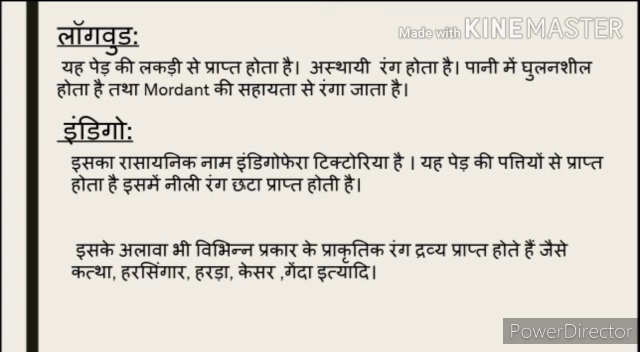 लॉगवुड:
Made with KINEMASTER
यह पेड़ की लकड़ी से प्राप्त होता है। अस्थायी रंग होता है। पानी में घुलनशील
होता है तथा Mordant की सहायता से रंगा जाता है।
इंडिगो:
इसका रासायनिक नाम इंडिगोफेरा टिक्टोरिया है । यह पेड़ की पत्तियों से प्राप्त
होता है इसमें नीली रंग छटा प्राप्त होती है।
इसके अलावा भी विभिन्न प्रकार के प्राकृतिक रंग द्रव्य प्राप्त होते हैं जैसे
कत्था, हरसिंगार, हरड़ा, केसर ,गेंदा इत्यादि।
PowerDirector